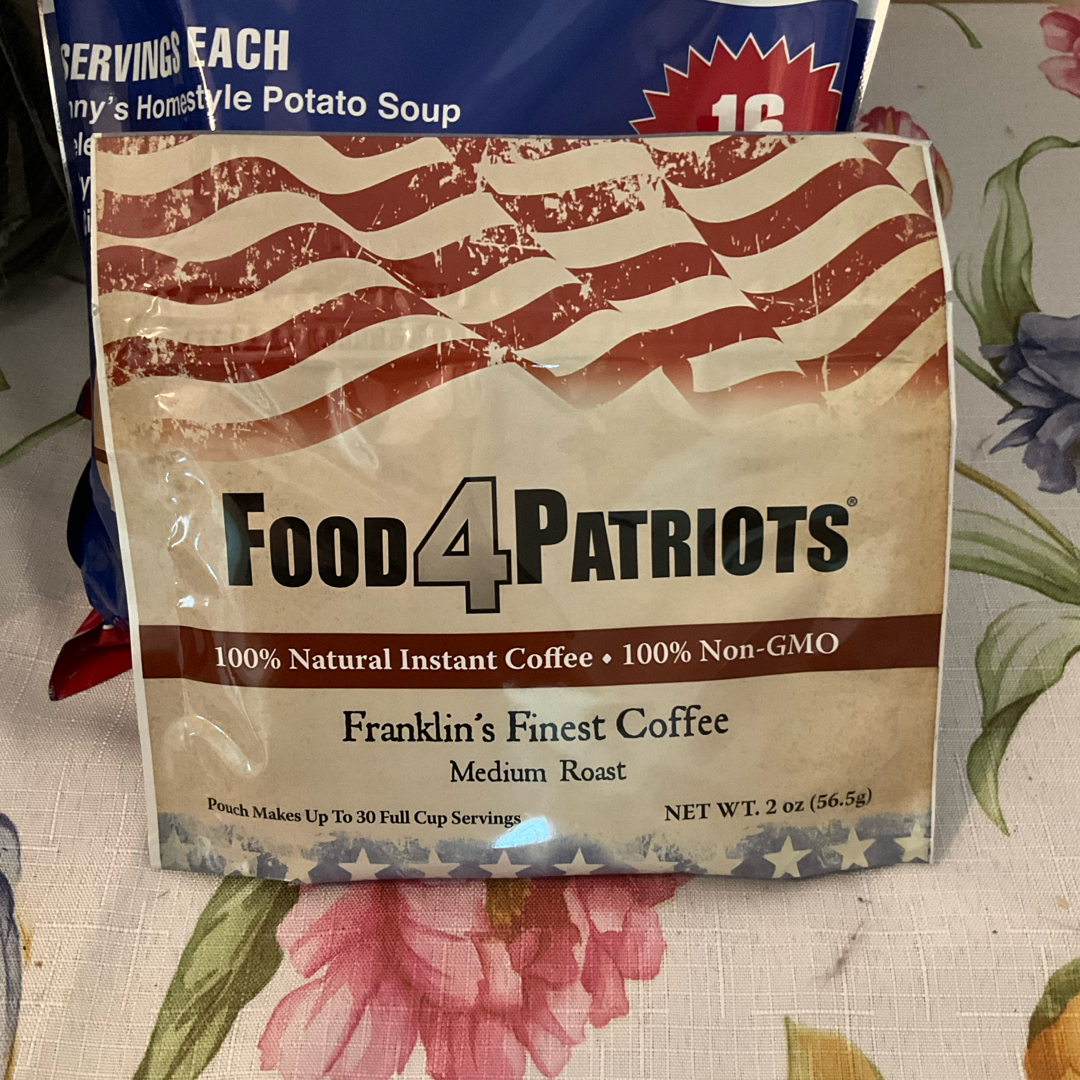 SERVINGS EACH
Homestyle Potato Soup
16
FOOD4PATRIOTS®
100% Natural Instant Coffee • 100% Non-GMO
Franklin's Finest Coffee
Medium Roast
Pouch Makes Up To 30 Full Cup Servings
NET WT. 2 oz (56.5g)